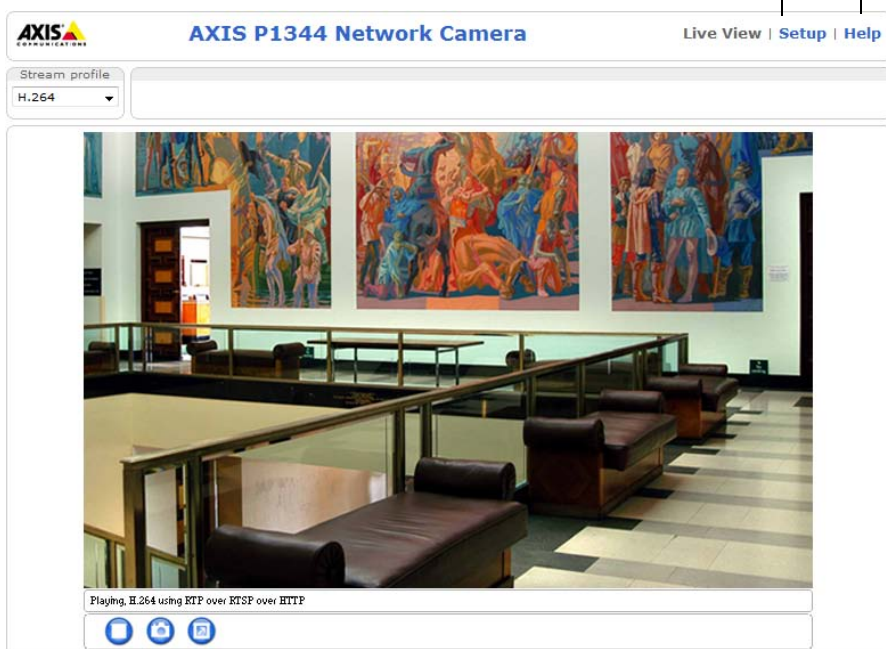 AXIS
COMMUNICATIONS
AXIS P1344 Network Camera
Live View | Setup | Help
Stream profile
H.264
Playing, H.264 using RTP over RTSP over HTTP